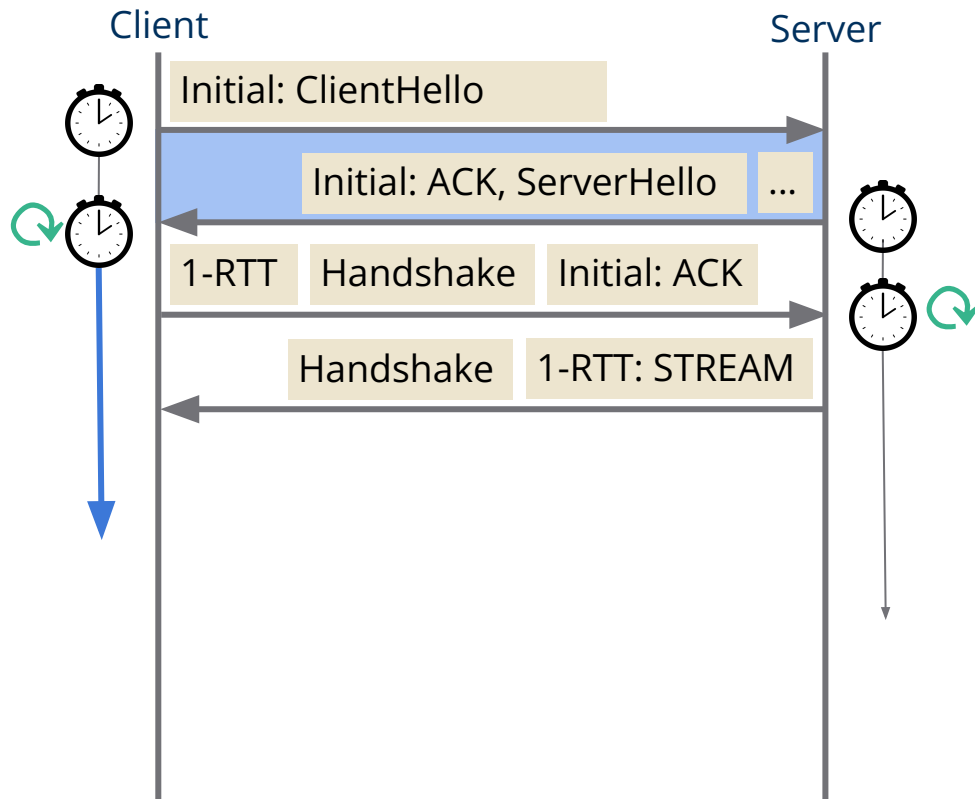 Client
Server
Initial: ClientHello
Initial: ACK, ServerHello
...
1-RTT
Handshake
Initial: ACK
Handshake
1-RTT: STREAM